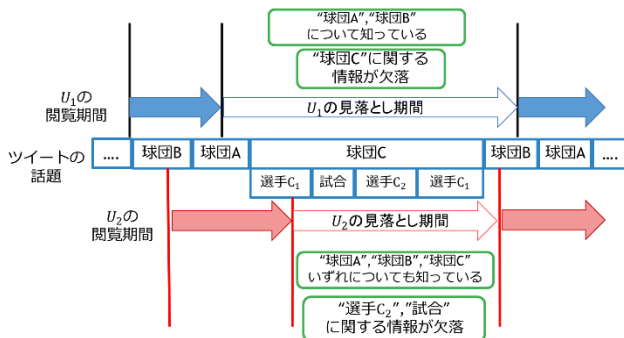 “球団A”,“球団B”
について知っている
“球団C”に関する
情報が欠落
U₁の
閲覧期間
U₁の見落とし期間
ツイートの
話題
.... 球団B 球団A 球団C 球団B 球団A ....
選手C₁ 試合 選手C₂ 選手C₁
U₂の
閲覧期間
U₂の見落とし期間
“球団A”,“球団B”,“球団C”
いずれについても知っている
“選手C₂”,”試合”
に関する情報が欠落